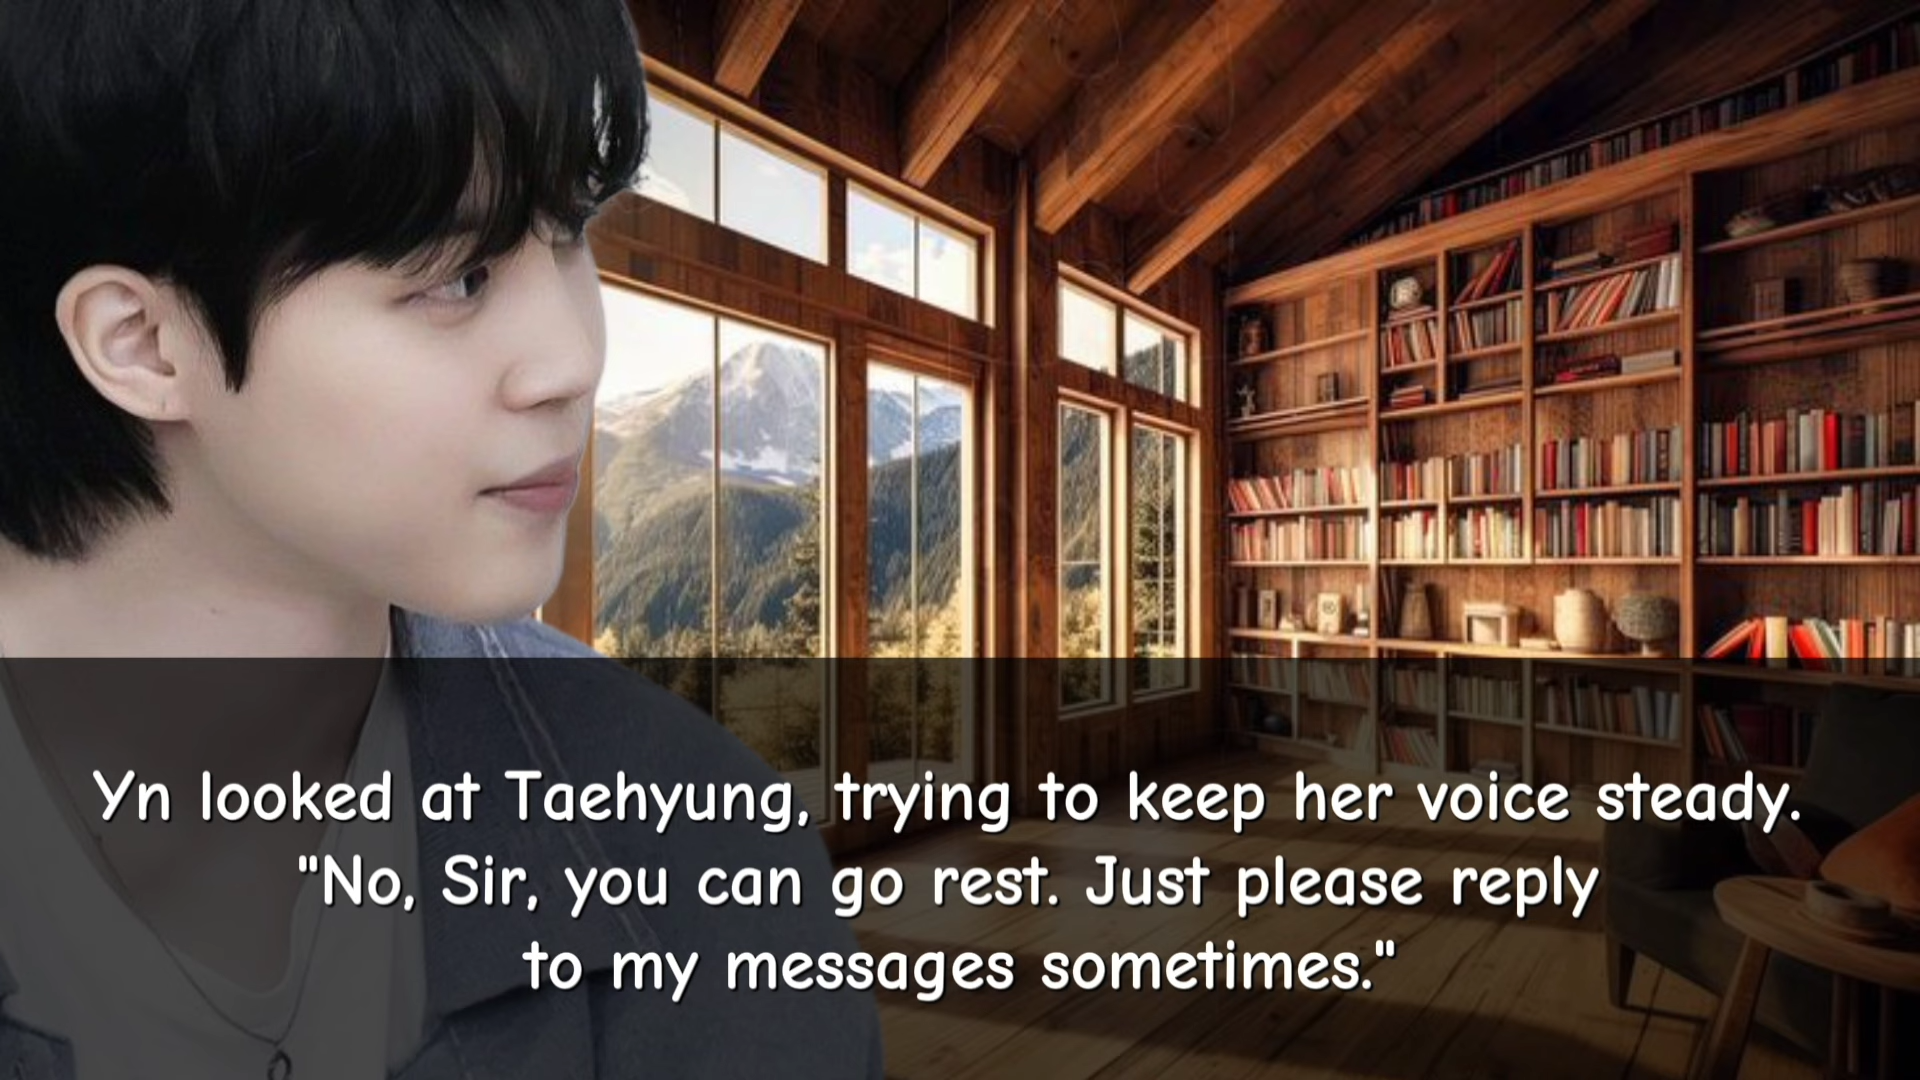 Yn looked at Taehyung, trying to keep her voice steady.
"No, Sir, you can go rest. Just please reply
to my messages sometimes."